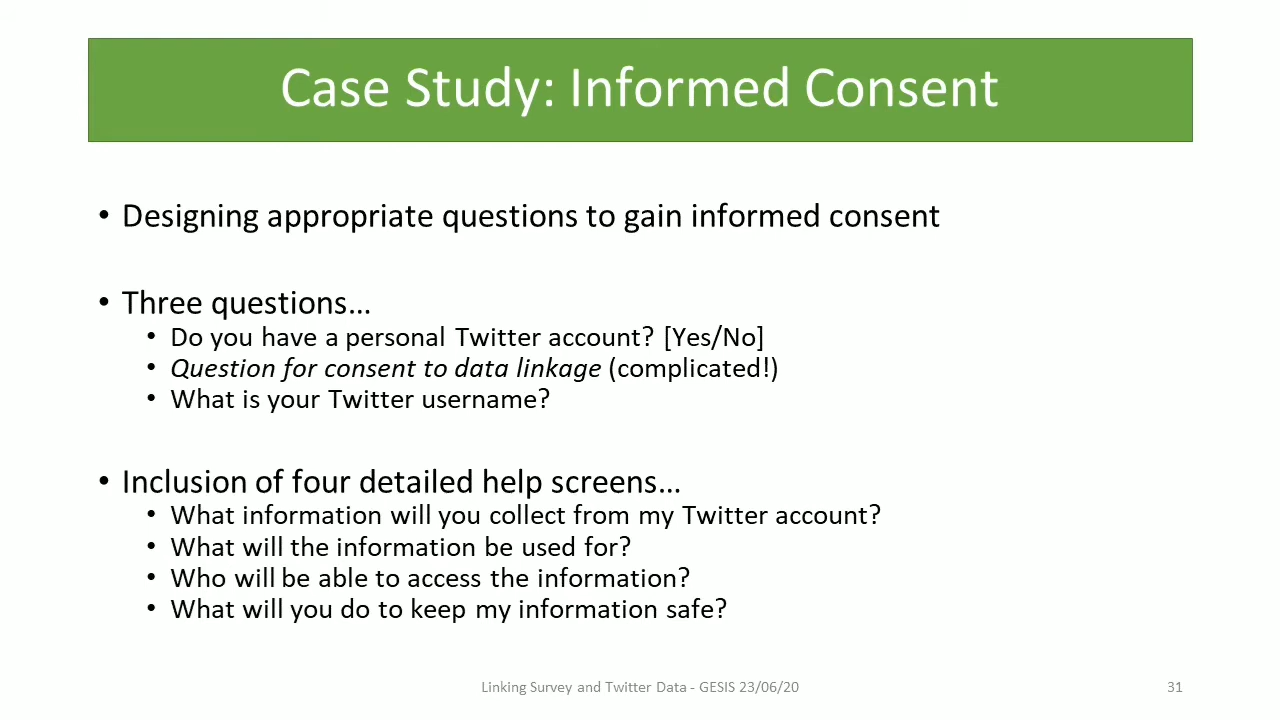 Case Study: Informed Consent
• Designing appropriate questions to gain informed consent
• Three questions…
• Do you have a personal Twitter account? [Yes/No]
• Question for consent to data linkage (complicated!)
• What is your Twitter username?
• Inclusion of four detailed help screens…
• What information will you collect from my Twitter account?
• What will the information be used for?
• Who will be able to access the information?
• What will you do to keep my information safe?
Linking Survey and Twitter Data - GESIS 23/06/20
31